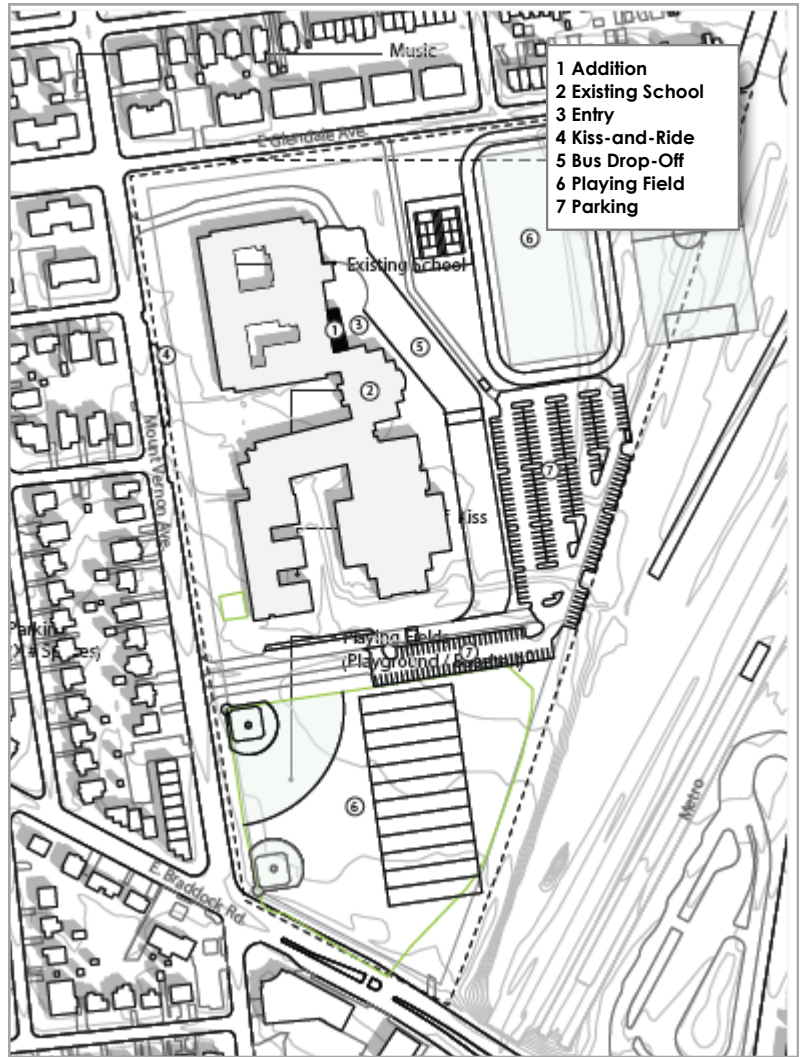 Music
1 Addition
2 Existing School
3 Entry
4 Kiss-and-Ride
5 Bus Drop-Off
6 Playing Field
7 Parking
E Glendale Ave.
6
Existing School
1
3
5
4
2
Mount Vernon Ave.
7
Kiss
Playing Field
(Playground /
7
6
Metro
E. Braddock Rd.